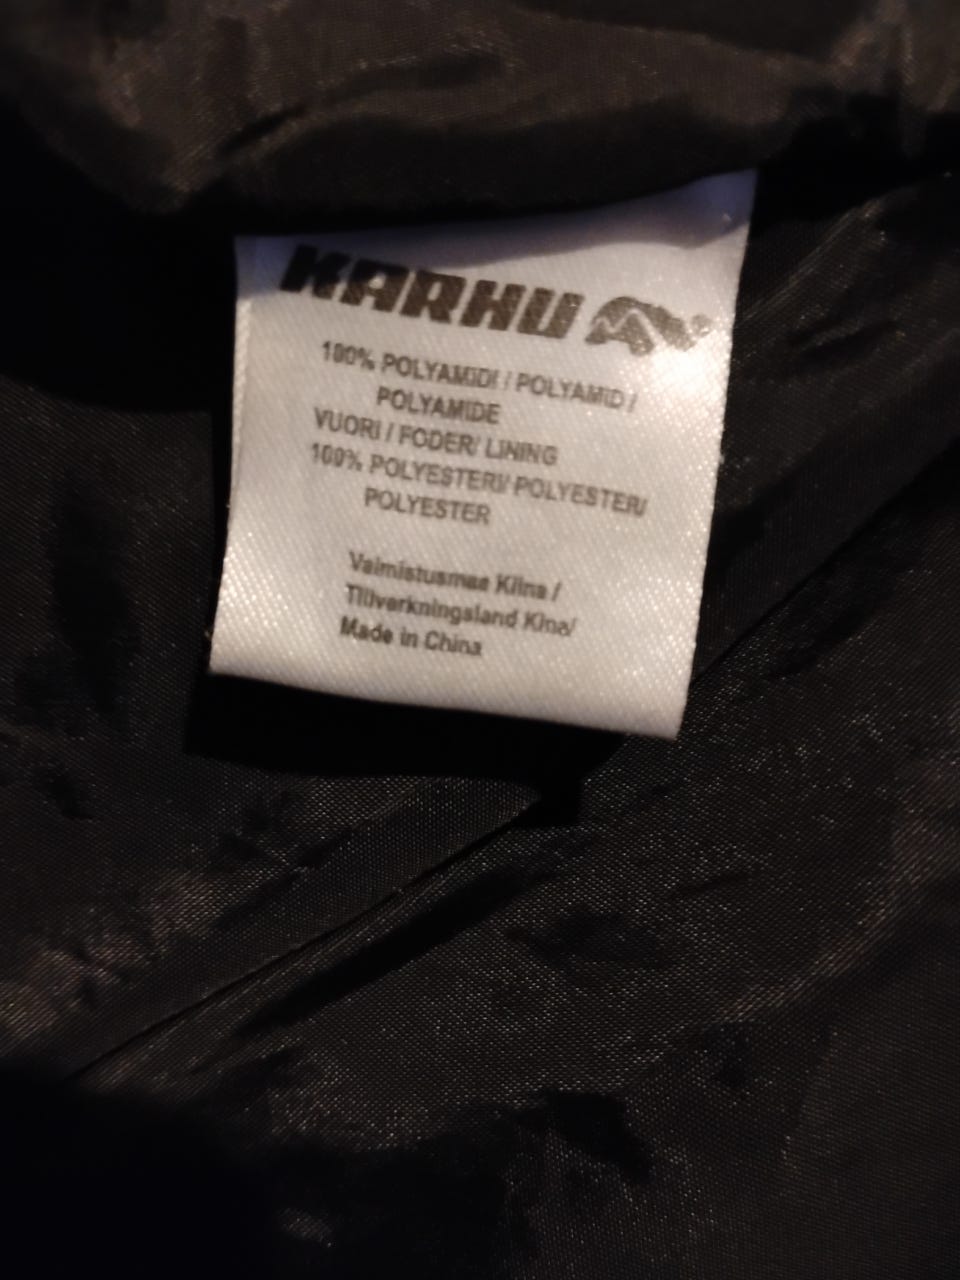 KARHU
100% POLYAMIDI / POLYAMID /
POLYAMIDE
VUORI / FODER/ LINING
100% POLYESTERI/ POLYESTER/
POLYESTER
Valmistusmaa Kiina /
Tillverkningsland Kina/
Made in China